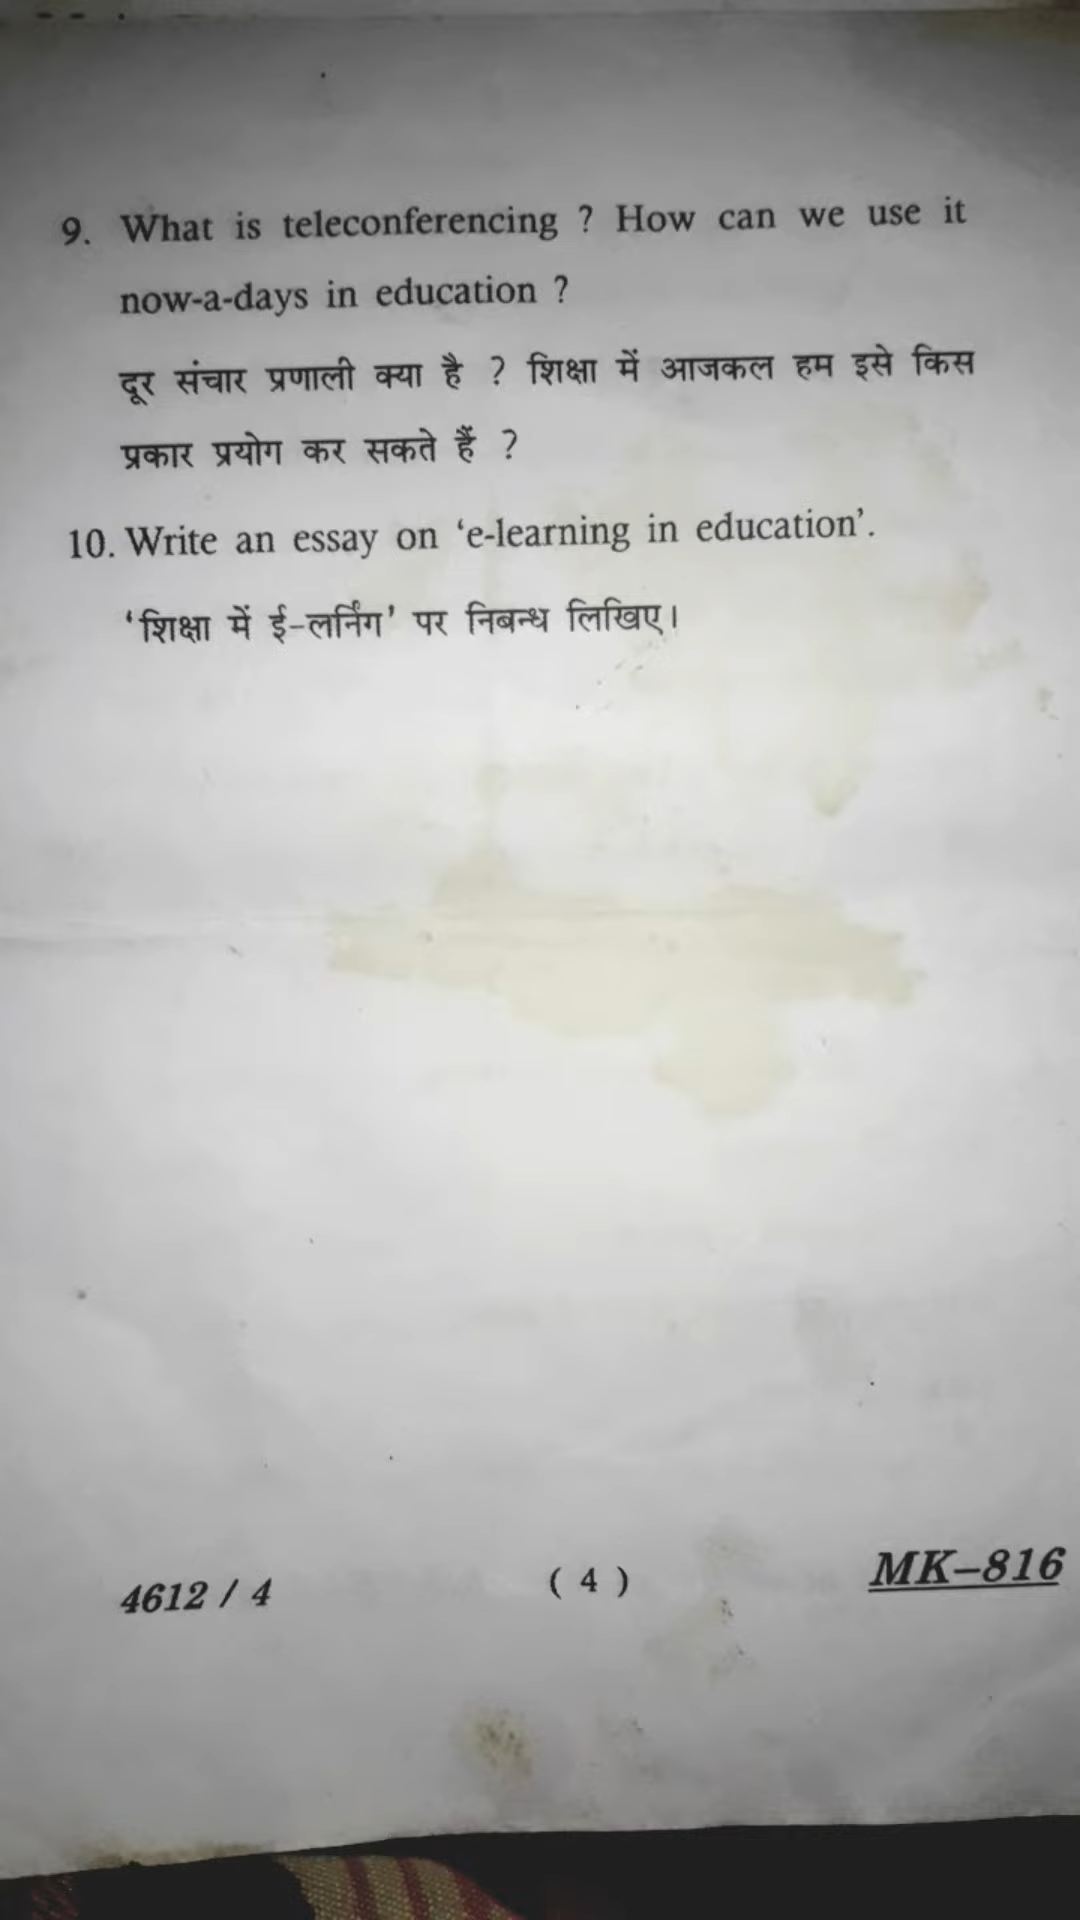 9. What is teleconferencing ? How can we use it
now-a-days in education ?
दूर संचार प्रणाली क्या है ? शिक्षा में आजकल हम इसे किस
प्रकार प्रयोग कर सकते हैं ?
10. Write an essay on ‘e-learning in education’.
‘शिक्षा में ई-लर्निंग’ पर निबन्ध लिखिए।
4612 / 4 ( 4 ) MK–816